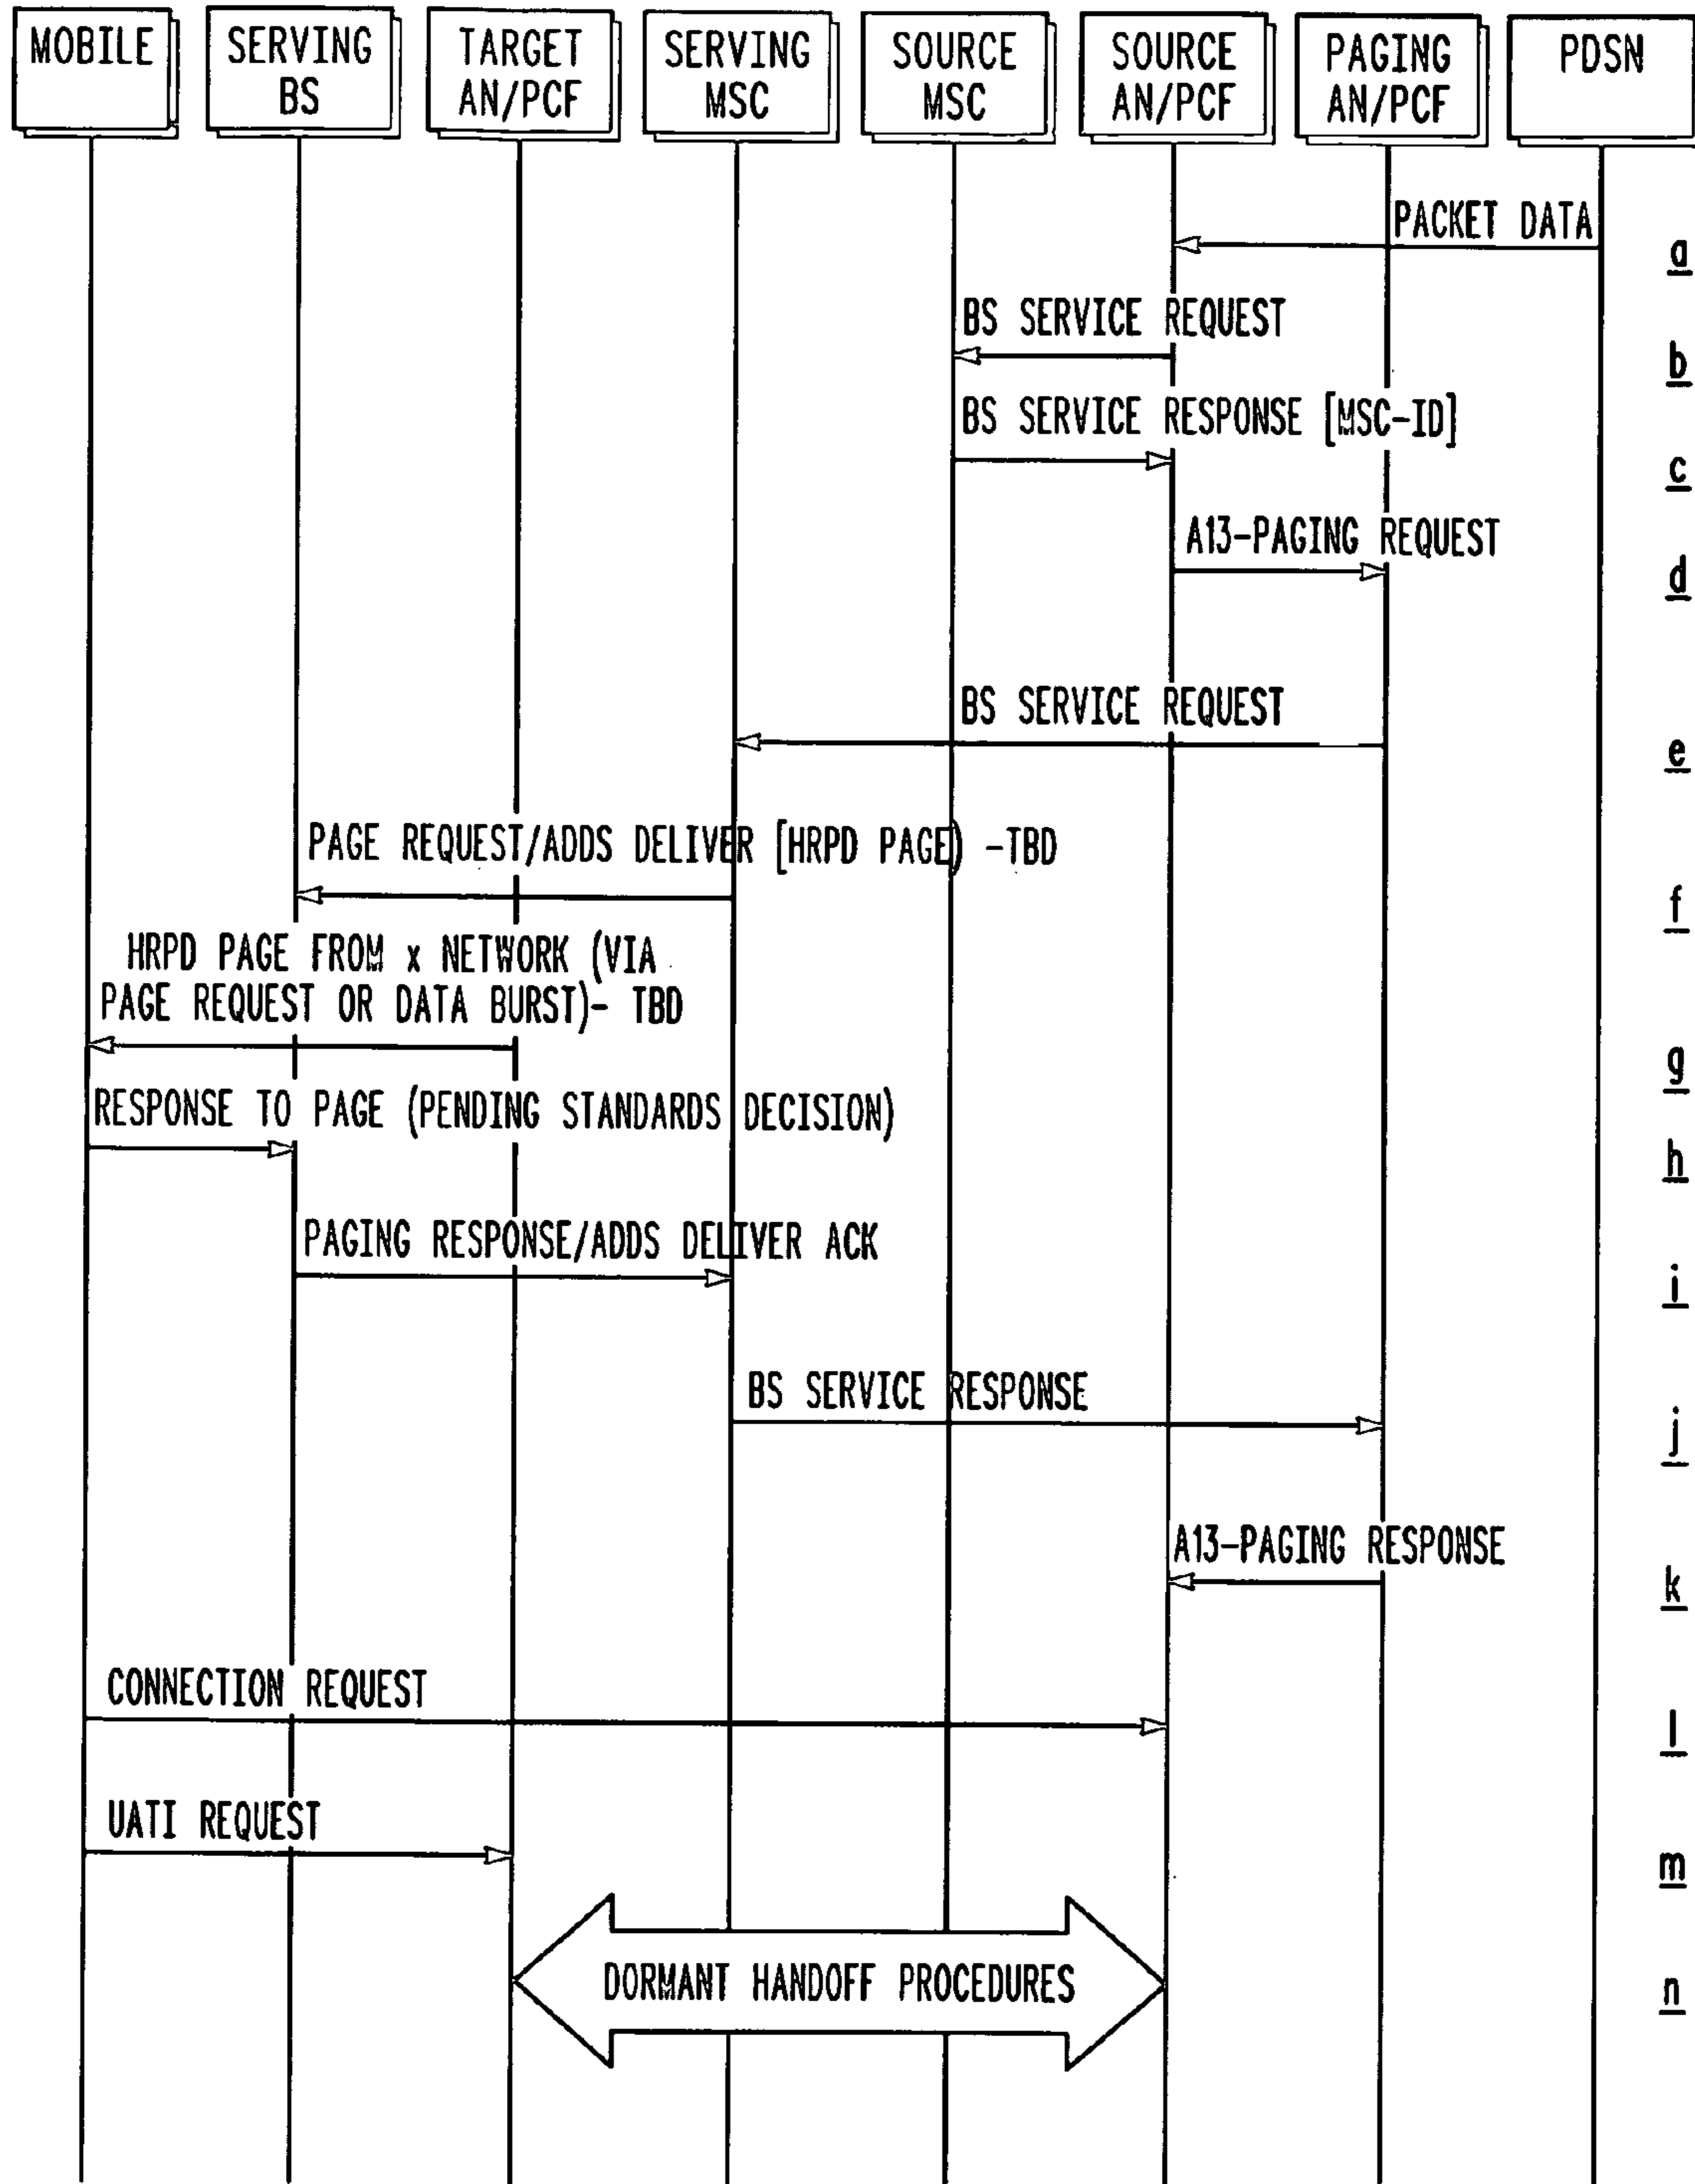 MOBILE
SERVING
BS
TARGET
AN/PCF
SERVING
MSC
SOURCE
MSC
SOURCE
AN/PCF
PAGING
AN/PCF
PDSN
PACKET DATA
a
BS SERVICE REQUEST
b
BS SERVICE RESPONSE [MSC-ID]
c
A13-PAGING REQUEST
d
BS SERVICE REQUEST
e
PAGE REQUEST/ADDS DELIVER [HRPD PAGE) -TBD
f
HRPD PAGE FROM x NETWORK (VIA
PAGE REQUEST OR DATA BURST)- TBD
g
RESPONSE TO PAGE (PENDING STANDARDS DECISION)
h
PAGING RESPONSE/ADDS DELIVER ACK
i
BS SERVICE RESPONSE
j
A13-PAGING RESPONSE
k
CONNECTION REQUEST
l
UATI REQUEST
m
DORMANT HANDOFF PROCEDURES
n